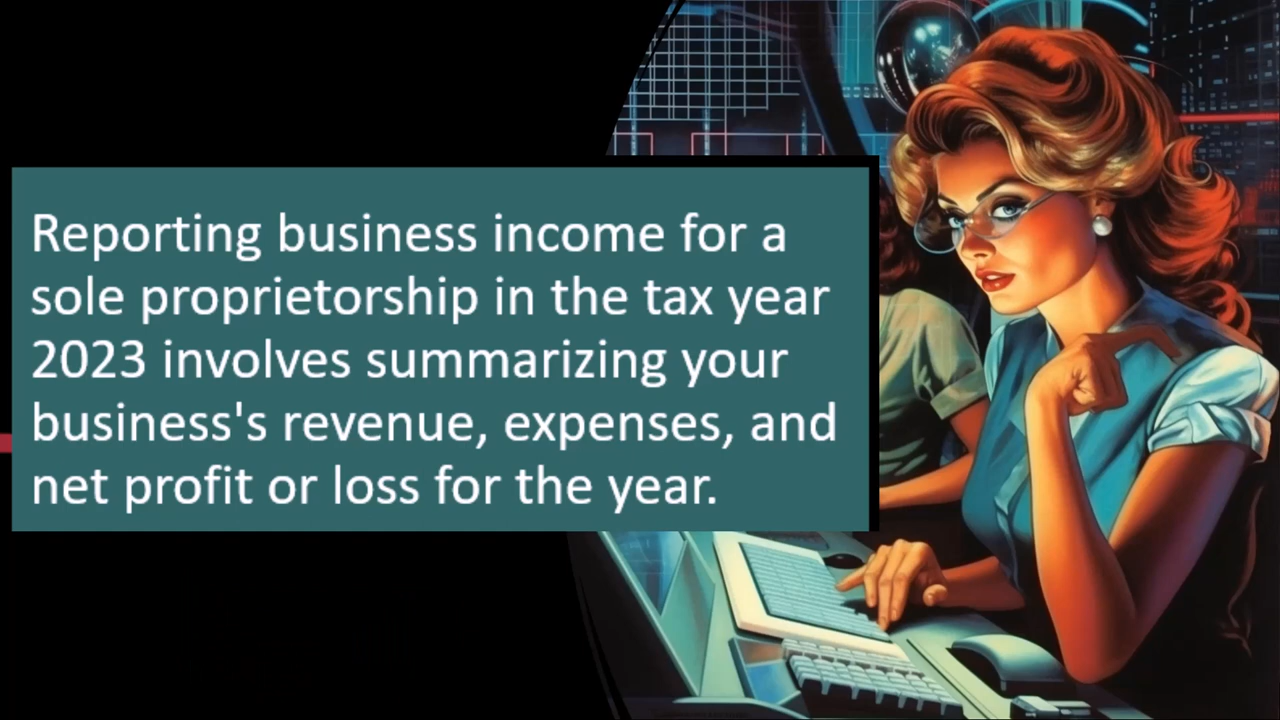 Reporting business income for a
sole proprietorship in the tax year
2023 involves summarizing your
business's revenue, expenses, and
net profit or loss for the year.